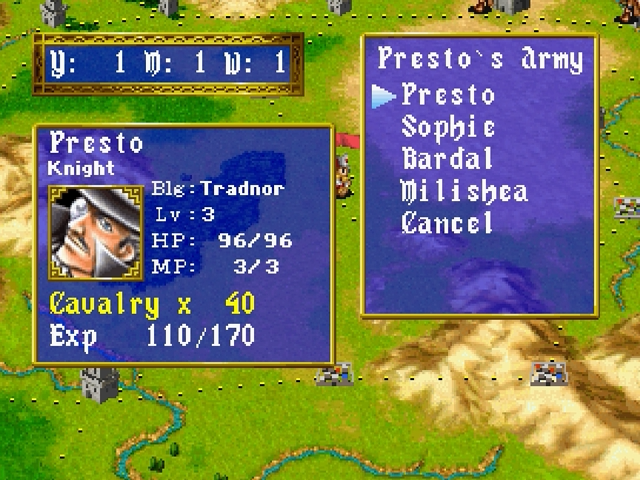 Y: 1 M: 1 W: 1
Presto
Knight
Blg: Tradnor
Lv: 3
HP: 96/96
MP: 3/3
Cavalry x 40
Exp 110/170
Presto`s Army
Presto
Sophie
Bardal
Milishea
Cancel